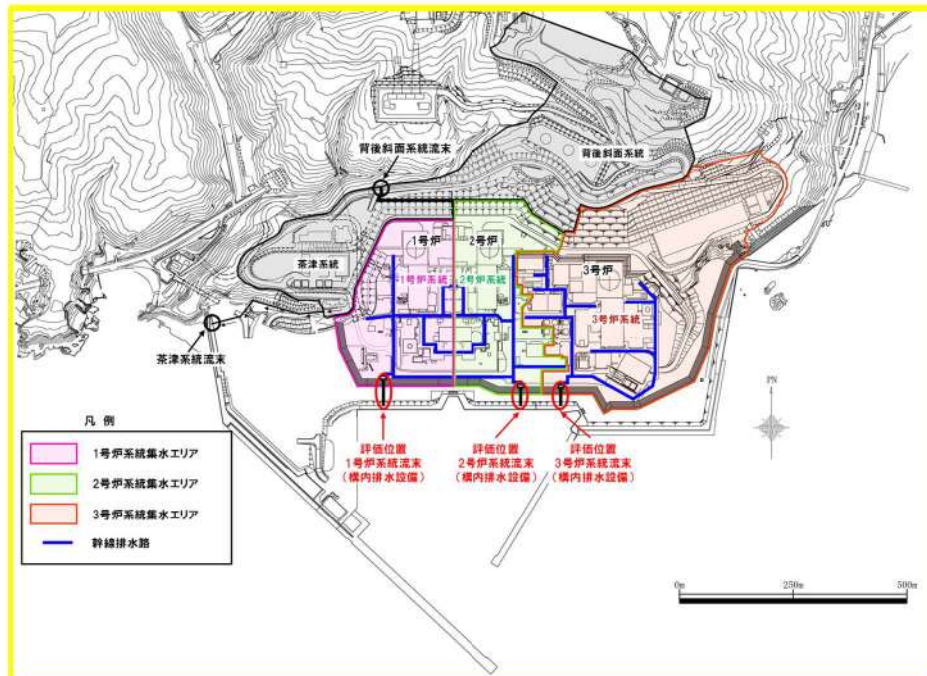 背後斜面系統流末
背後斜面系統
1号炉
2号炉
3号炉
茶津系統
1号炉系統
2号炉系統
3号炉系統
茶津系統流末
PN
評価位置
1号炉系統流末
(構内排水設備)
評価位置
2号炉系統流末
(構内排水設備)
評価位置
3号炉系統流末
(構内排水設備)
凡 例
1号炉系統集水エリア
2号炉系統集水エリア
3号炉系統集水エリア
幹線排水路
0m 250m 500m